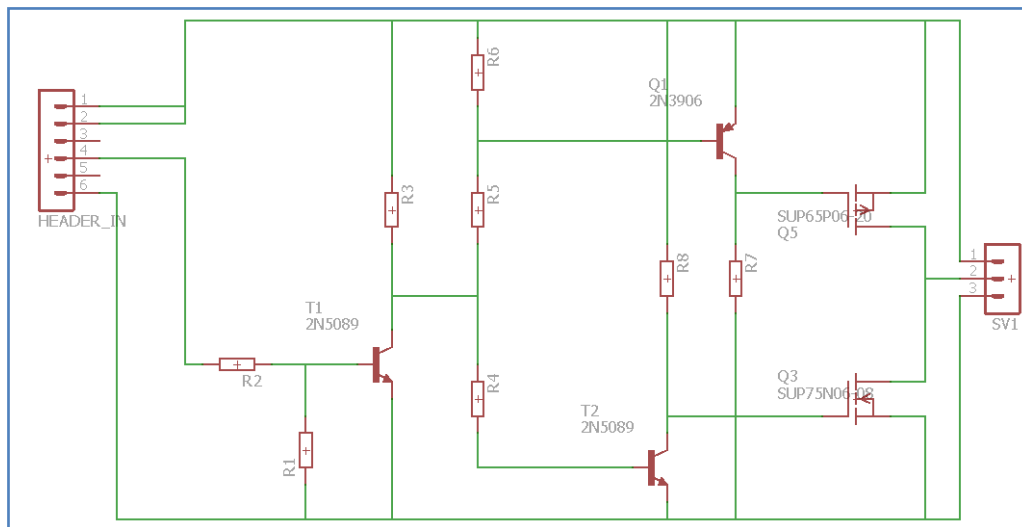 1
2
3
4
5
6
HEADER_IN
R6
Q1
2N3906
R3
R5
SUP65P06-20
Q5
R8
R7
1
2
3
SV1
T1
2N5089
R2
R4
Q3
SUP75N06-08
T2
2N5089
R1